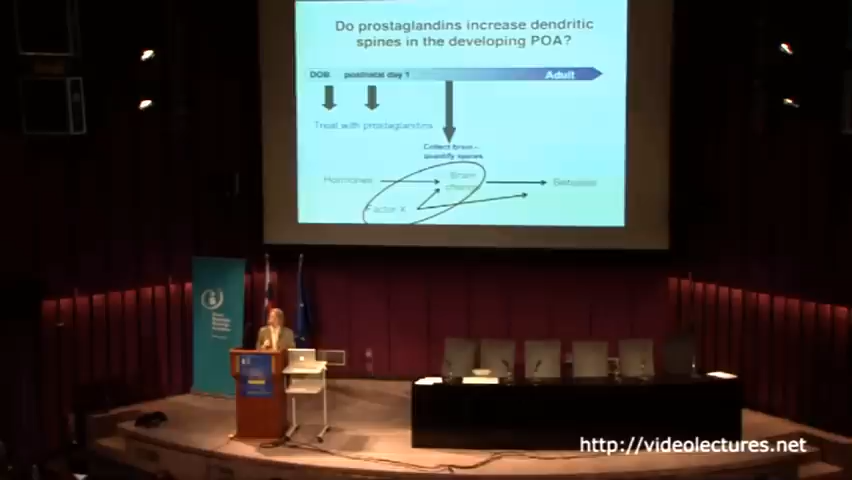 Do prostaglandins increase dendritic
spines in the developing POA?
DOB postnatal day 1 Adult
Treat with prostaglandins
Collect brain -
quantify spines
Hormones Brain Behavior
change
Factor X
http://videolectures.net